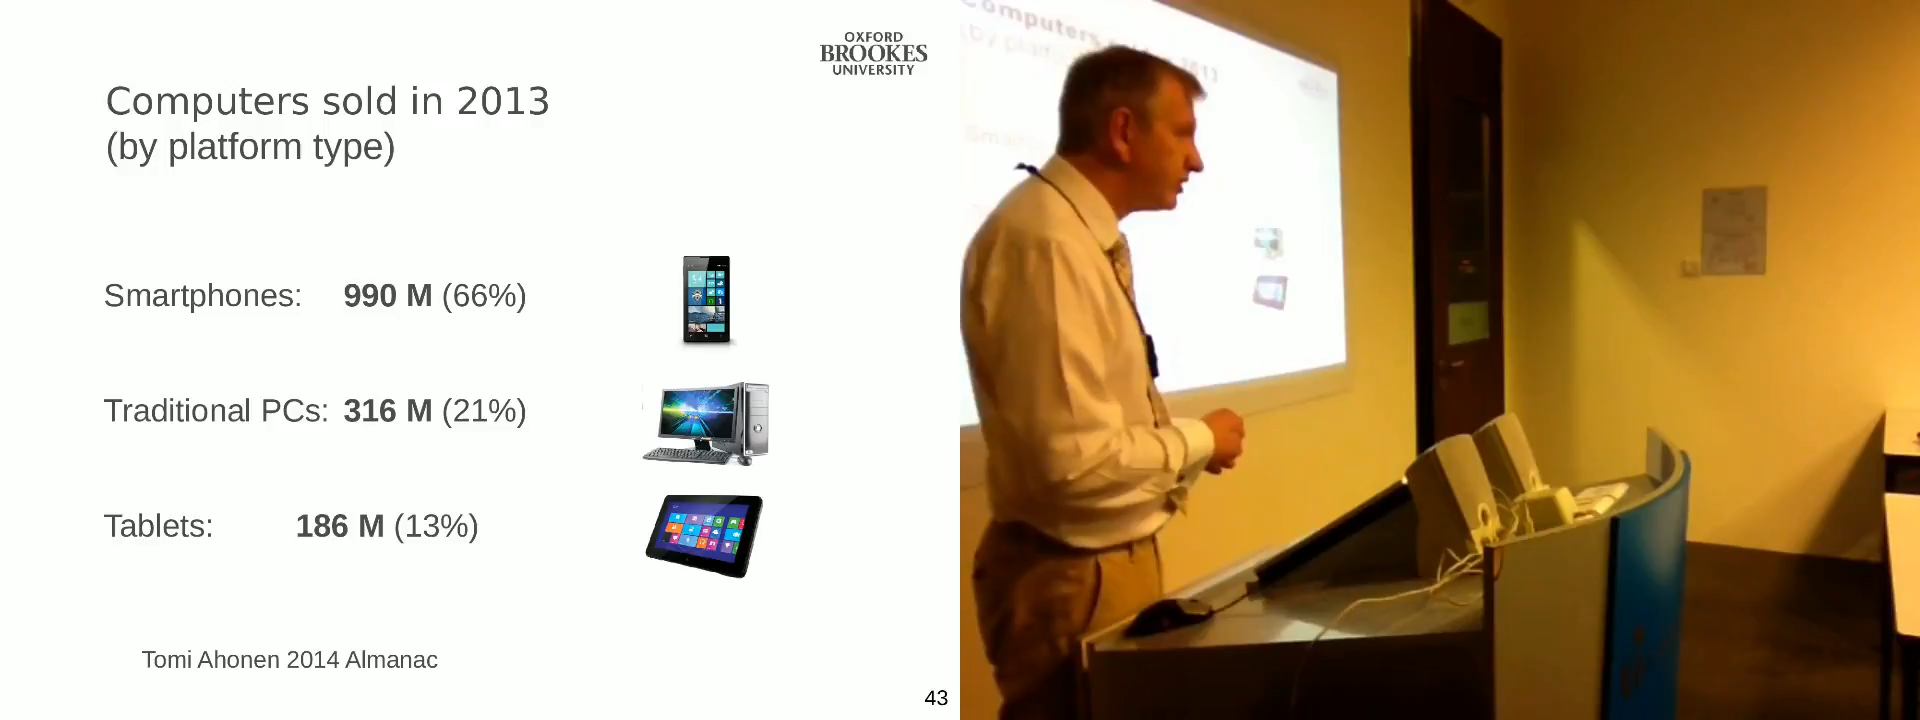 OXFORD
BROOKES
UNIVERSITY
Computers sold in 2013
(by platform type)
Smartphones: 990 M (66%)
Traditional PCs: 316 M (21%)
Tablets: 186 M (13%)
Tomi Ahonen 2014 Almanac
43
Computers